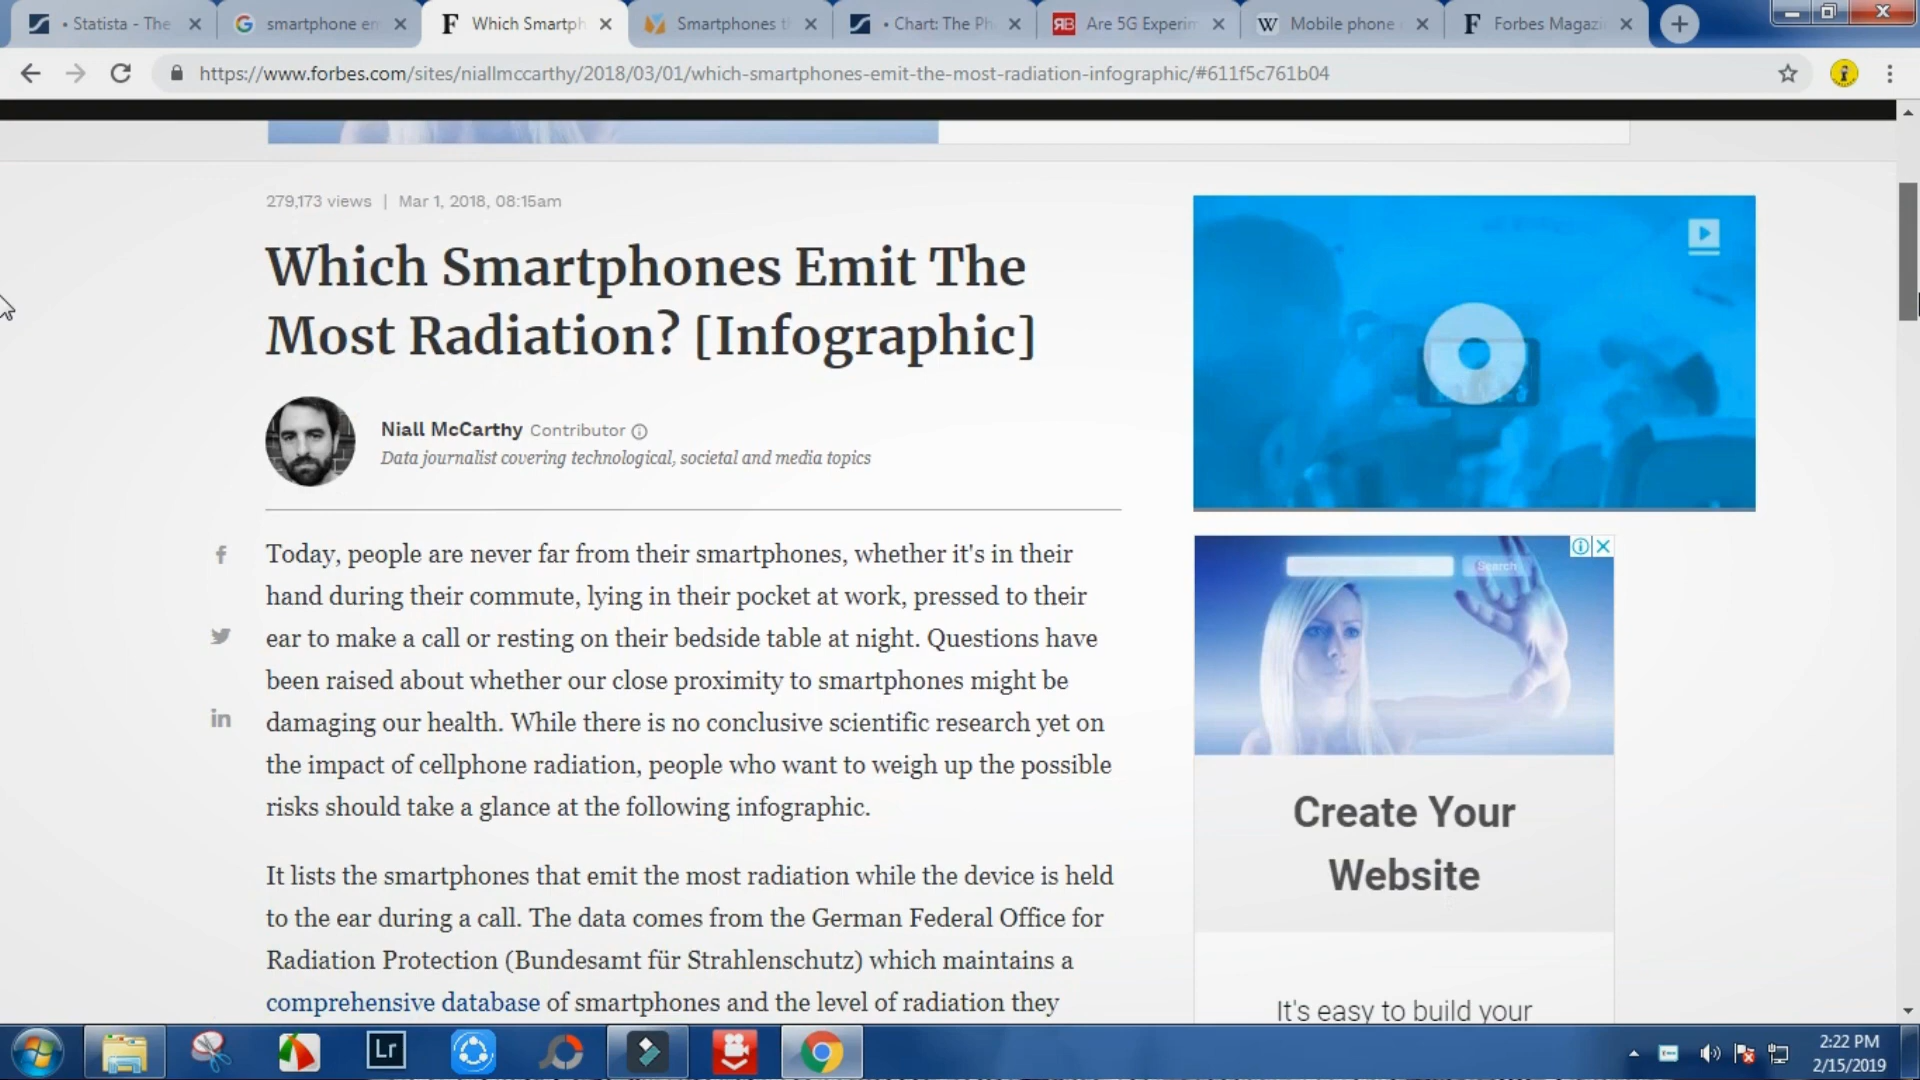 • Statista - The
smartphone em
Which Smartph
Smartphones th
• Chart: The Ph
Are 5G Experim
Mobile phone
Forbes Magazi
https://www.forbes.com/sites/niallmccarthy/2018/03/01/which-smartphones-emit-the-most-radiation-infographic/#611f5c761b04
279,173 views | Mar 1, 2018, 08:15am
Which Smartphones Emit The
Most Radiation? [Infographic]
Niall McCarthy Contributor
Data journalist covering technological, societal and media topics
Today, people are never far from their smartphones, whether it's in their
hand during their commute, lying in their pocket at work, pressed to their
ear to make a call or resting on their bedside table at night. Questions have
been raised about whether our close proximity to smartphones might be
damaging our health. While there is no conclusive scientific research yet on
the impact of cellphone radiation, people who want to weigh up the possible
risks should take a glance at the following infographic.
It lists the smartphones that emit the most radiation while the device is held
to the ear during a call. The data comes from the German Federal Office for
Radiation Protection (Bundesamt für Strahlenschutz) which maintains a
comprehensive database of smartphones and the level of radiation they
Search
Create Your
Website
It's easy to build your
Lr
2:22 PM
2/15/2019